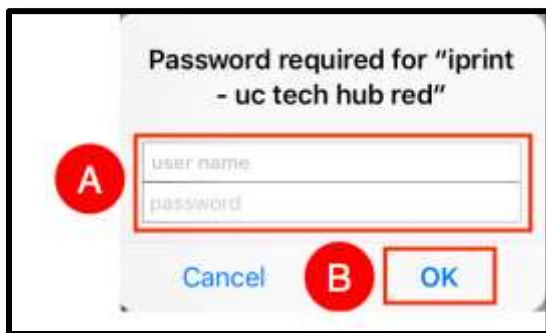 Password required for “iprint
- uc tech hub red”
A
user name
password
Cancel
B
OK